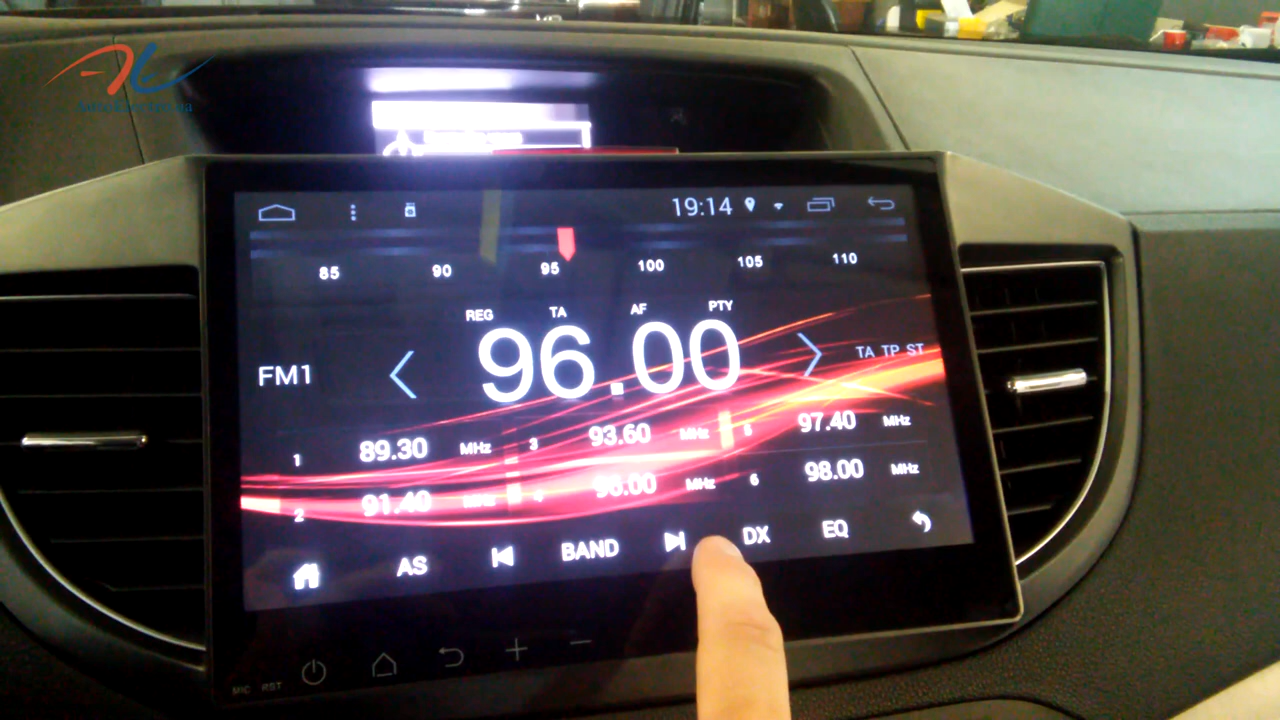 19:14
85 90 95 100 105 110
REG TA AF PTY
FM1 96.00 TA TP ST
1 89.30 MHz 3 93.60 MHz 5 97.40 MHz
2 91.40 MHz 4 96.00 MHz 6 98.00 MHz
AS BAND DX EQ
MIC RST